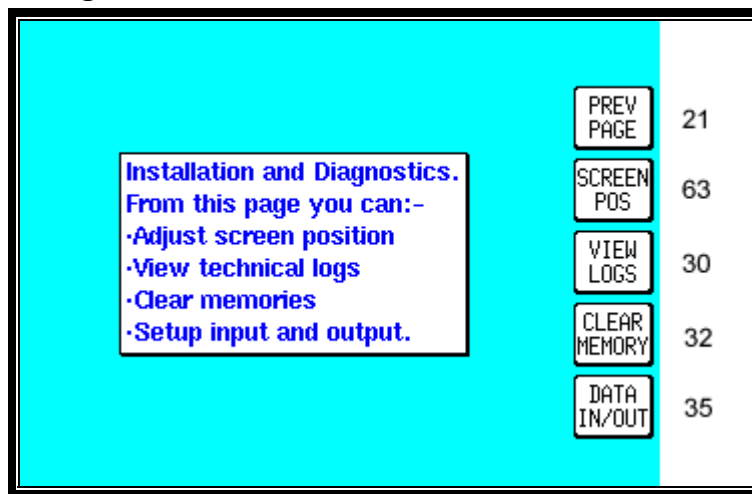 Installation and Diagnostics.
From this page you can:-
·Adjust screen position
·View technical logs
·Clear memories
·Setup input and output.
PREV
PAGE
21
SCREEN
POS
63
VIEW
LOGS
30
CLEAR
MEMORY
32
DATA
IN/OUT
35